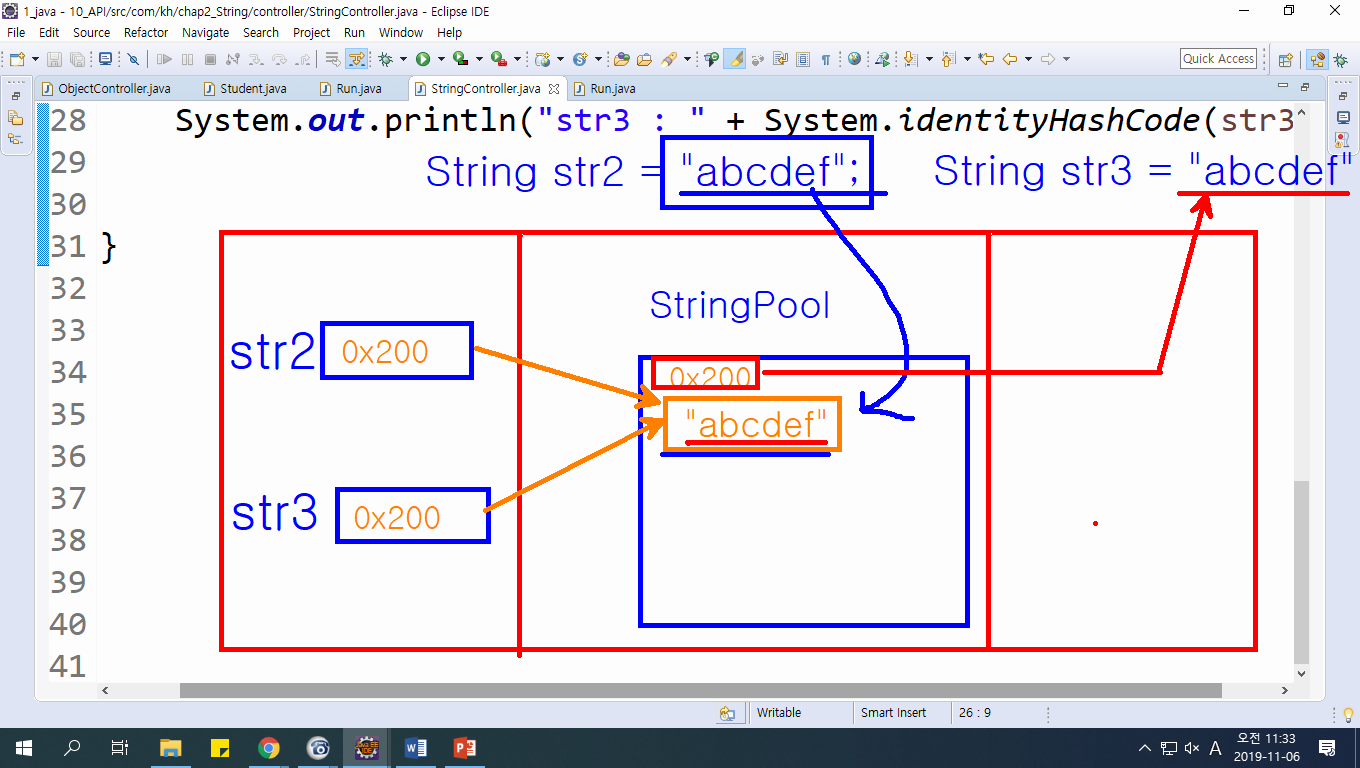 1_java - 10_API/src/com/kh/chap2_String/controller/StringController.java - Eclipse IDE
File Edit Source Refactor Navigate Search Project Run Window Help
Quick Access
ObjectController.java Student.java Run.java StringController.java Run.java
28 System.out.println("str3 : " + System.identityHashCode(str3
29 String str2 = "abcdef"; String str3 = "abcdef"
30
31 }
32
StringPool
33
str2 0x200
34 0x200
35 "abcdef"
36
37
str3 0x200
38
39
40
41
Writable Smart Insert 26 : 9
A 오전 11:33
2019-11-06